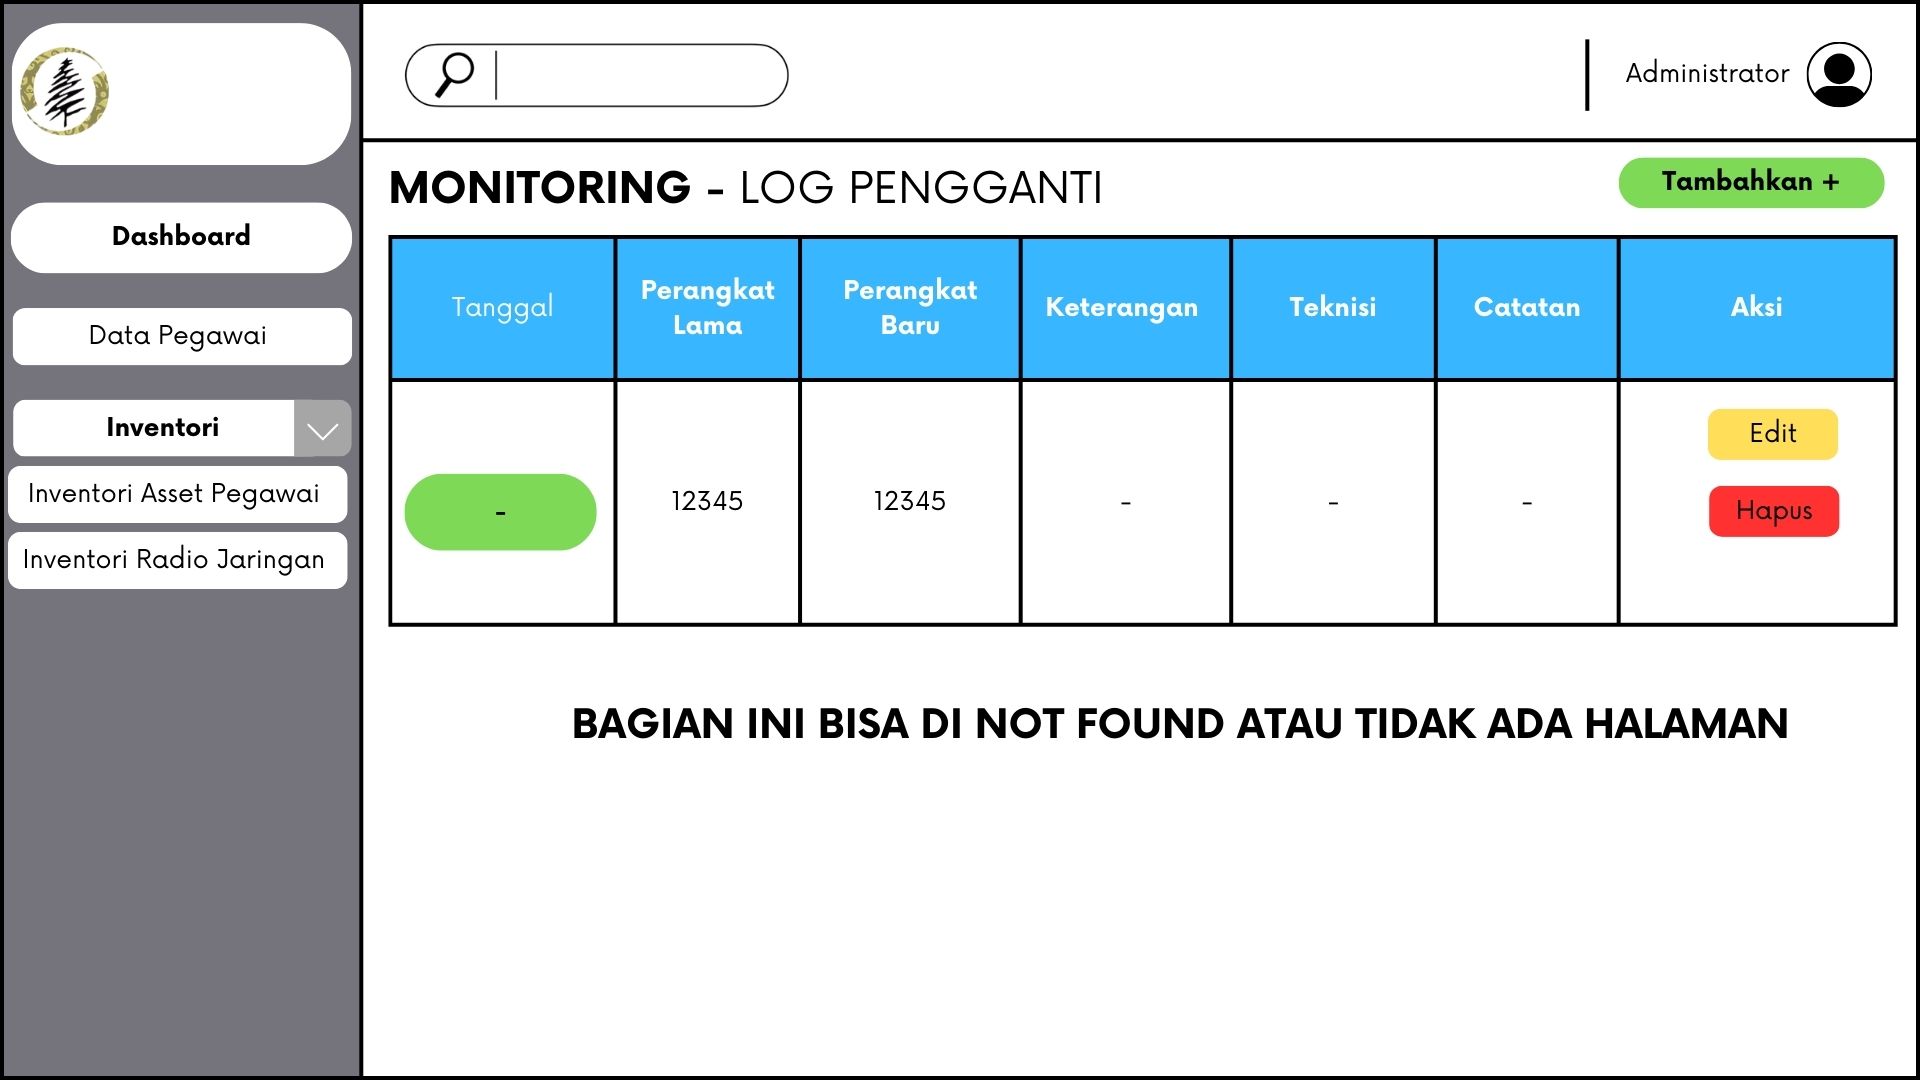 Administrator
MONITORING - LOG PENGGANTI
Tambahkan +
Dashboard
Data Pegawai
Inventori
Inventori Asset Pegawai
Inventori Radio Jaringan
Tanggal
Perangkat
Lama
Perangkat
Baru
Keterangan
Teknisi
Catatan
Aksi
-
12345
12345
-
-
-
Edit
Hapus
BAGIAN INI BISA DI NOT FOUND ATAU TIDAK ADA HALAMAN